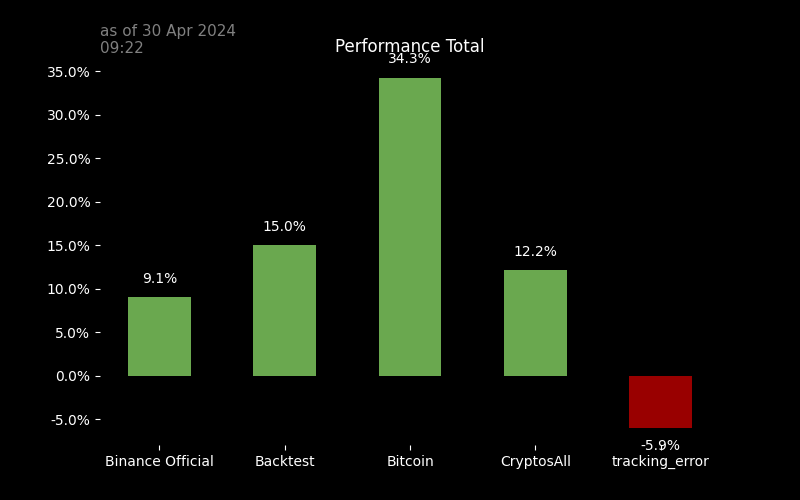 as of 30 Apr 2024
09:22
Performance Total
35.0%
30.0%
25.0%
20.0%
15.0%
10.0%
5.0%
0.0%
-5.0%
9.1%
15.0%
34.3%
12.2%
-5.9%
Binance Official
Backtest
Bitcoin
CryptosAll
tracking_error